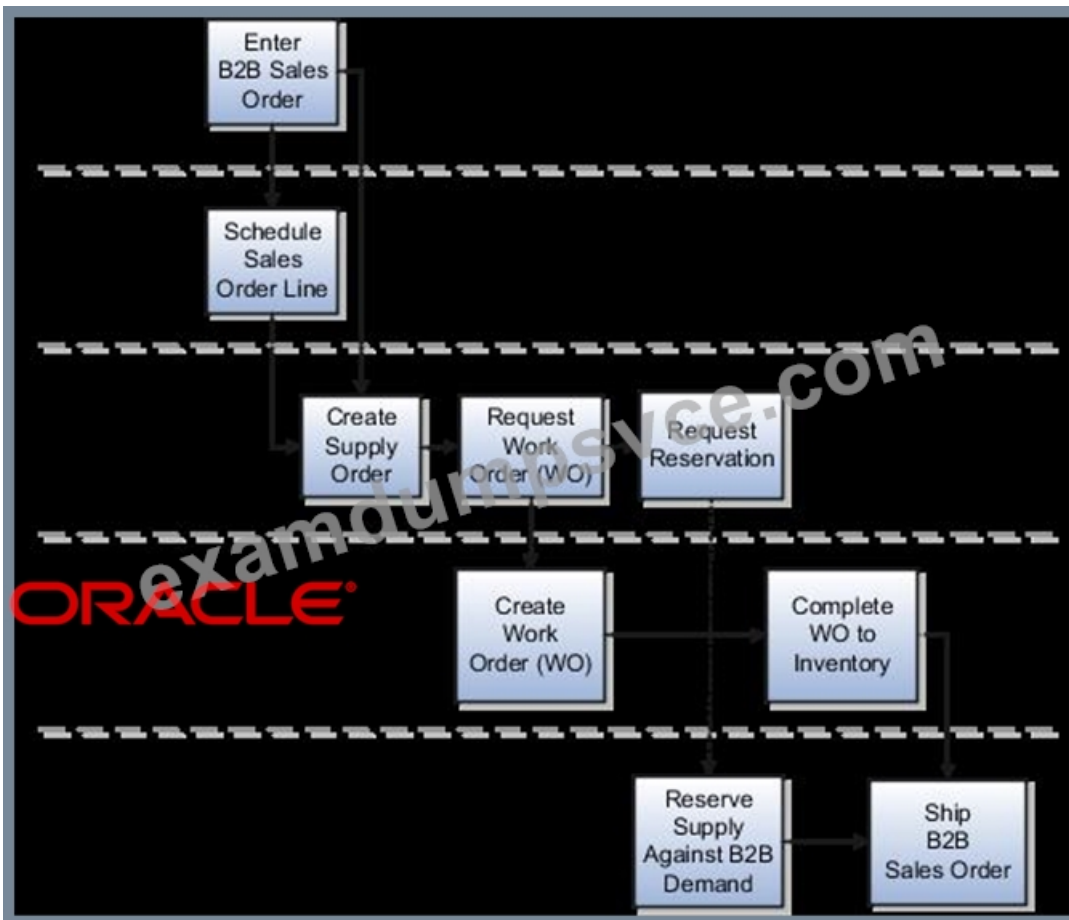 Enter
B2B Sales
Order
Schedule
Sales
Order Line
Create
Supply
Order
Request
Work
Order (WO)
Request
Reservation
examdumpsvce.com
ORACLE®
Create
Work
Order (WO)
Complete
WO to
Inventory
Reserve
Supply
Against B2B
Demand
Ship
B2B
Sales Order